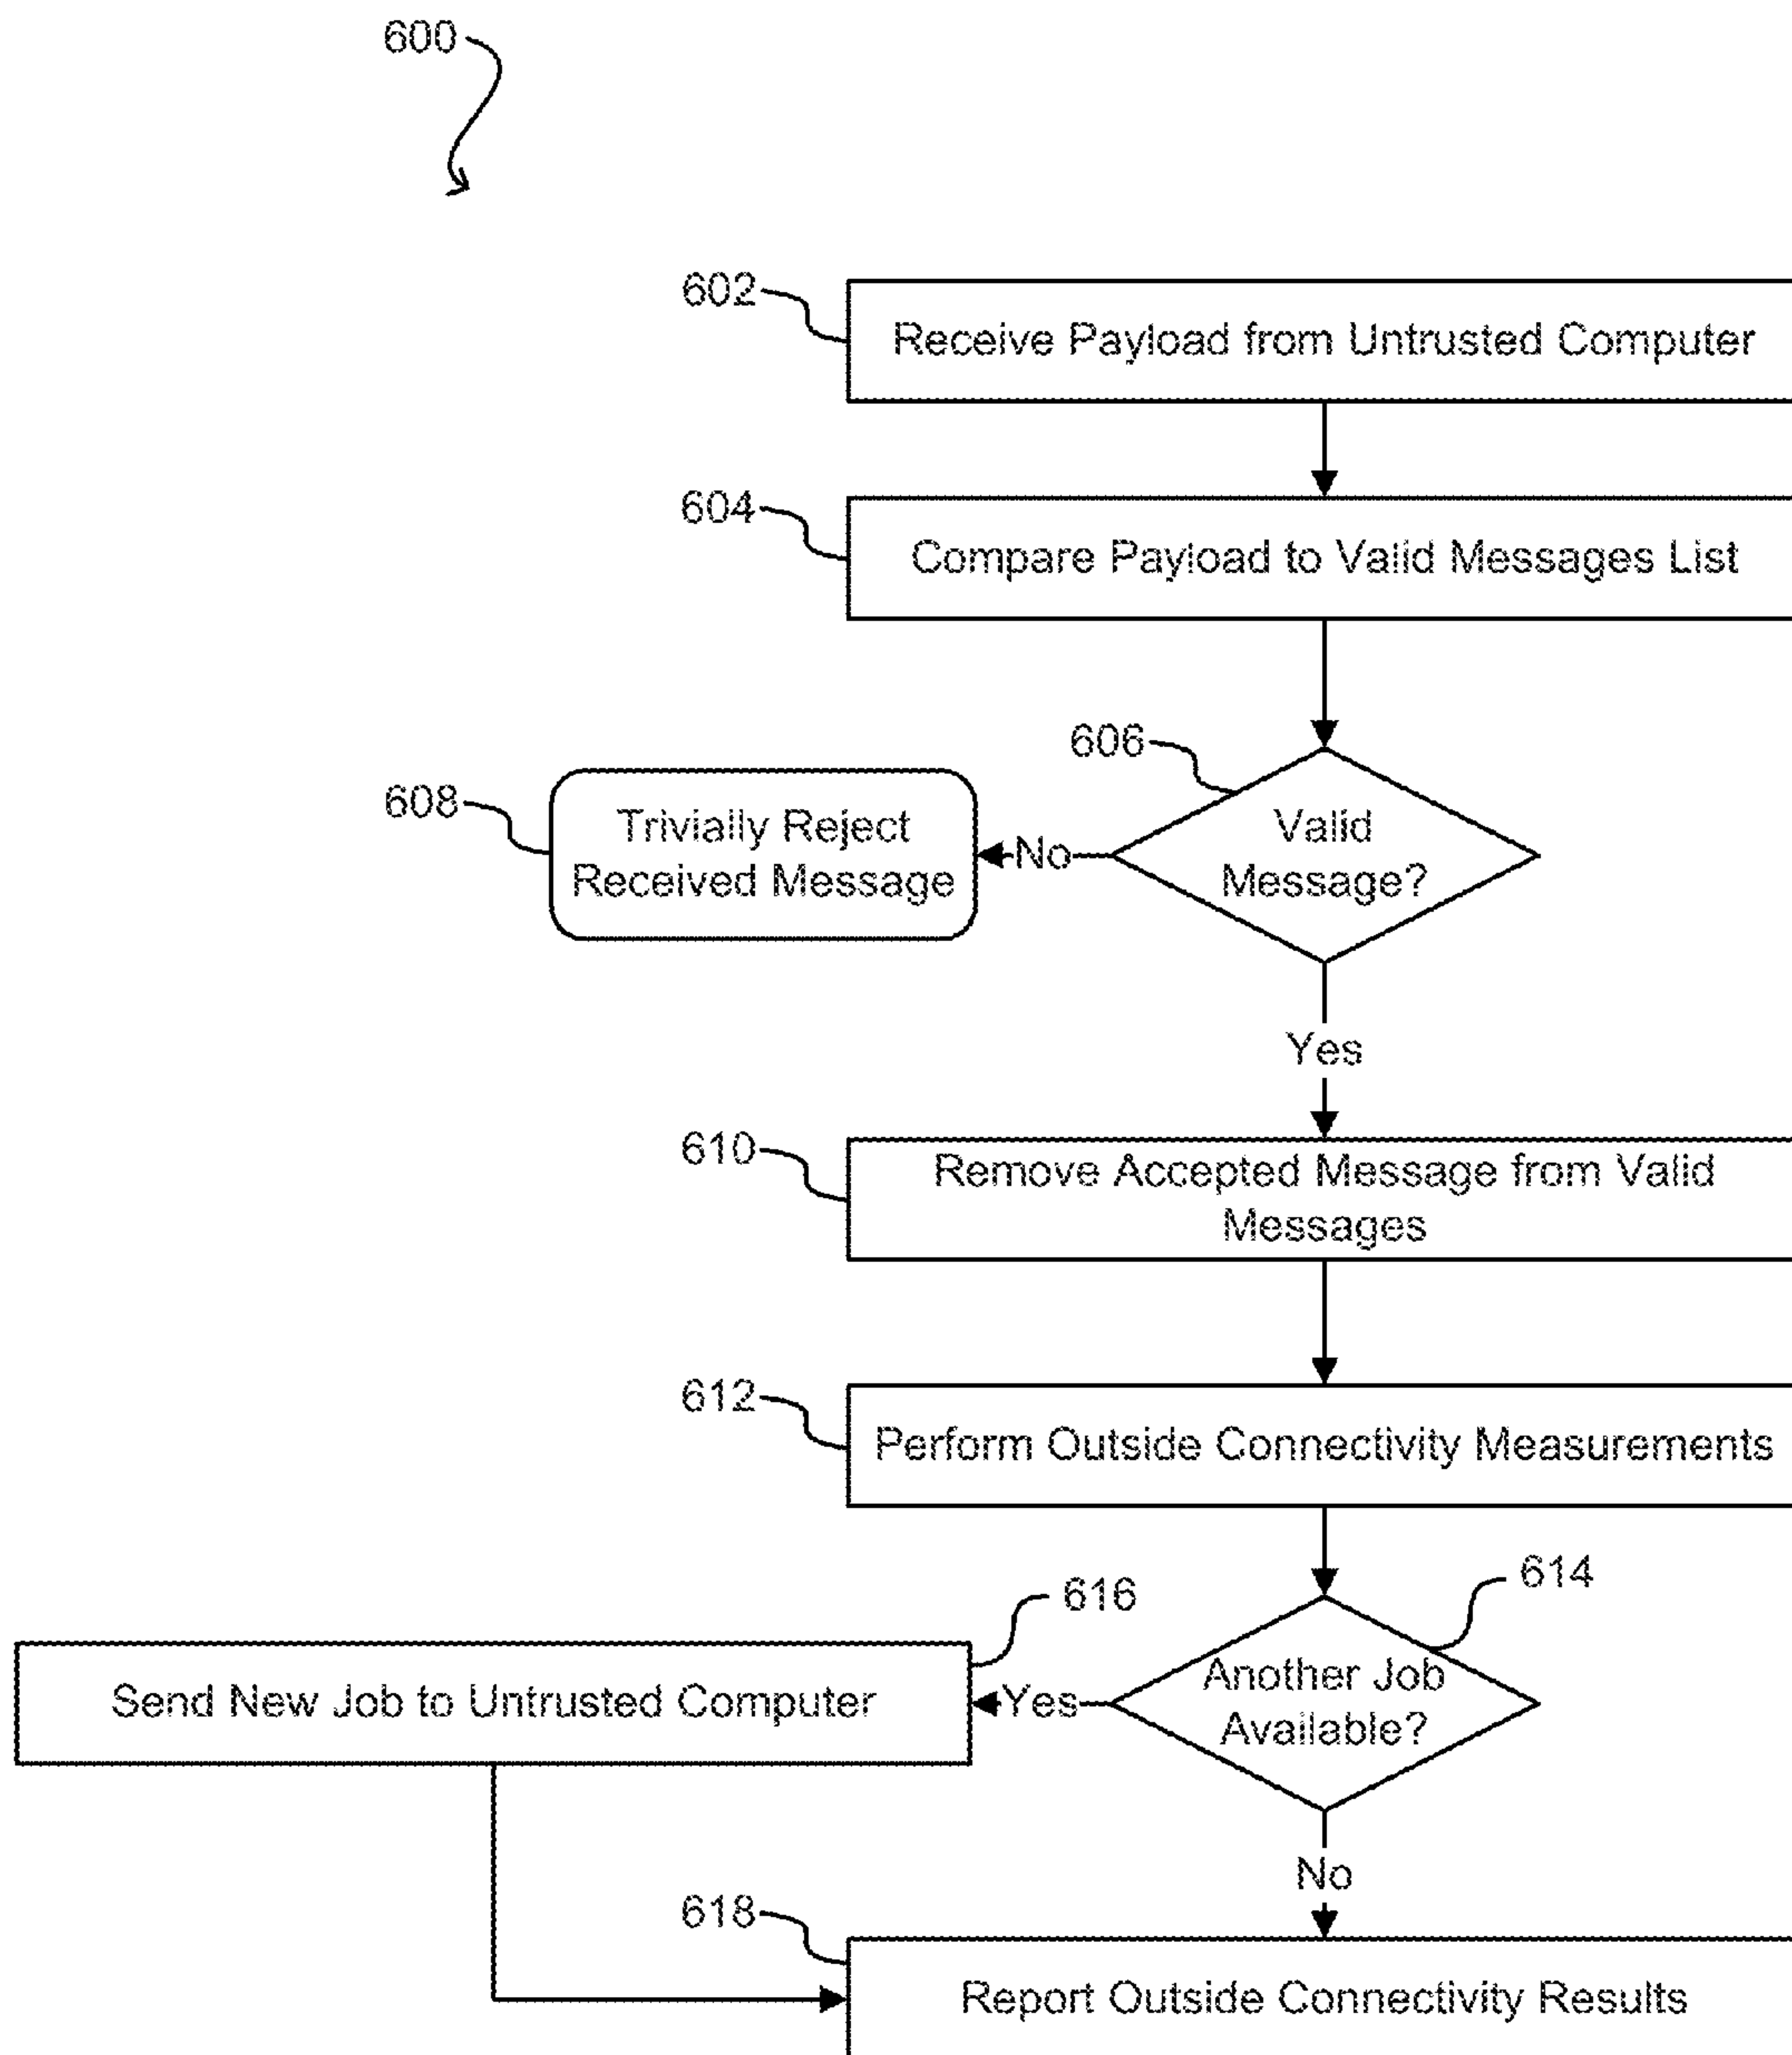 600
602
Receive Payload from Untrusted Computer
604
Compare Payload to Valid Messages List
606
608
Trivially Reject
Received Message
No
Valid
Message?
Yes
610
Remove Accepted Message from Valid
Messages
612
Perform Outside Connectivity Measurements
614
616
Send New Job to Untrusted Computer
Yes
Another Job
Available?
No
618
Report Outside Connectivity Results